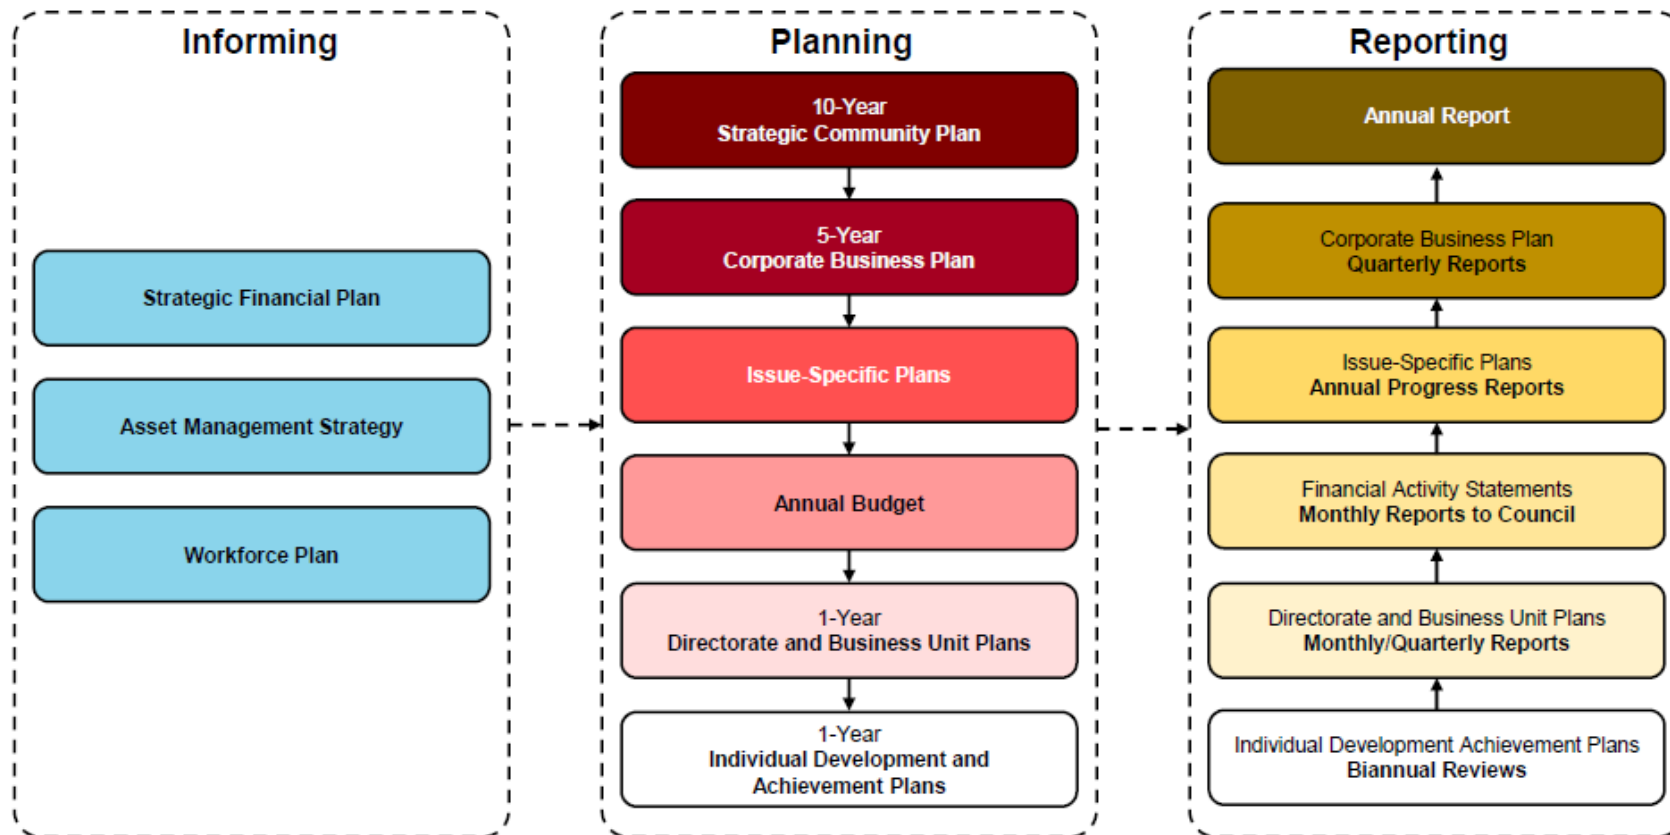 Informing
Strategic Financial Plan
Asset Management Strategy
Workforce Plan
Planning
10-Year
Strategic Community Plan
5-Year
Corporate Business Plan
Issue-Specific Plans
Annual Budget
1-Year
Directorate and Business Unit Plans
1-Year
Individual Development and
Achievement Plans
Reporting
Annual Report
Corporate Business Plan
Quarterly Reports
Issue-Specific Plans
Annual Progress Reports
Financial Activity Statements
Monthly Reports to Council
Directorate and Business Unit Plans
Monthly/Quarterly Reports
Individual Development Achievement Plans
Biannual Reviews